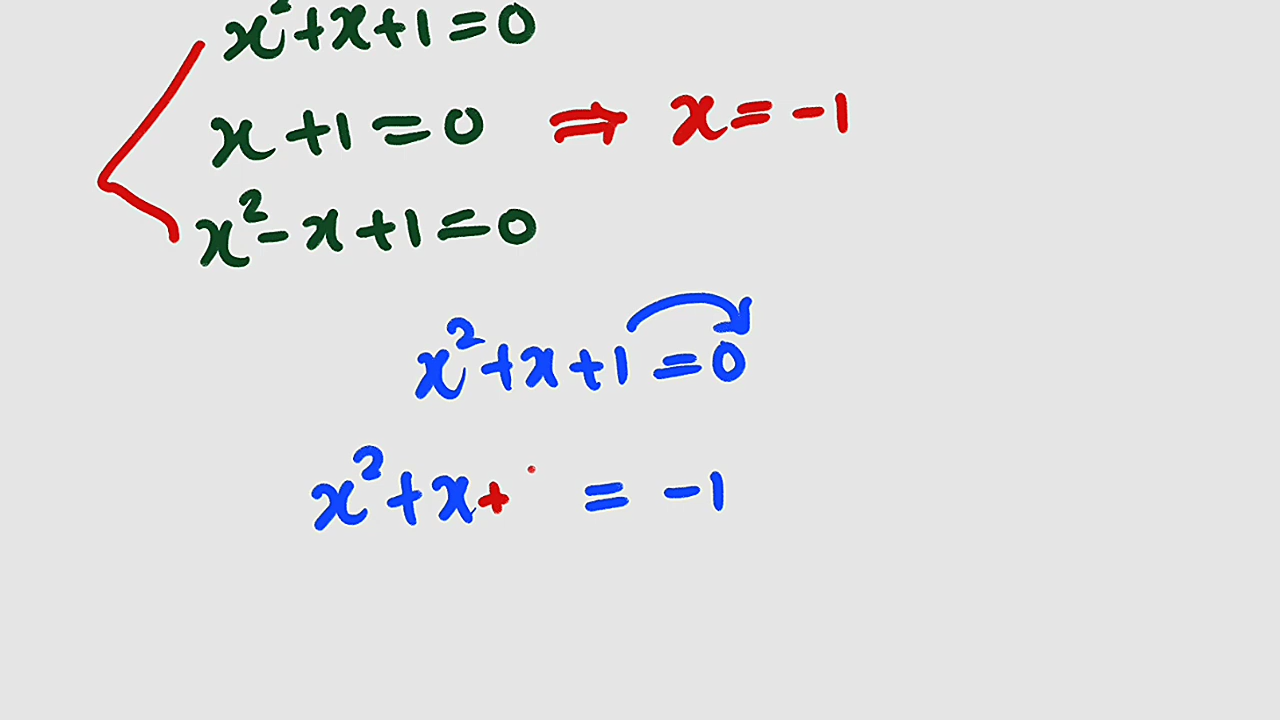 x²+x+1=0
x+1=0 ⇒ x=-1
x²-x+1=0
x²+x+1=0
x²+x+ = -1